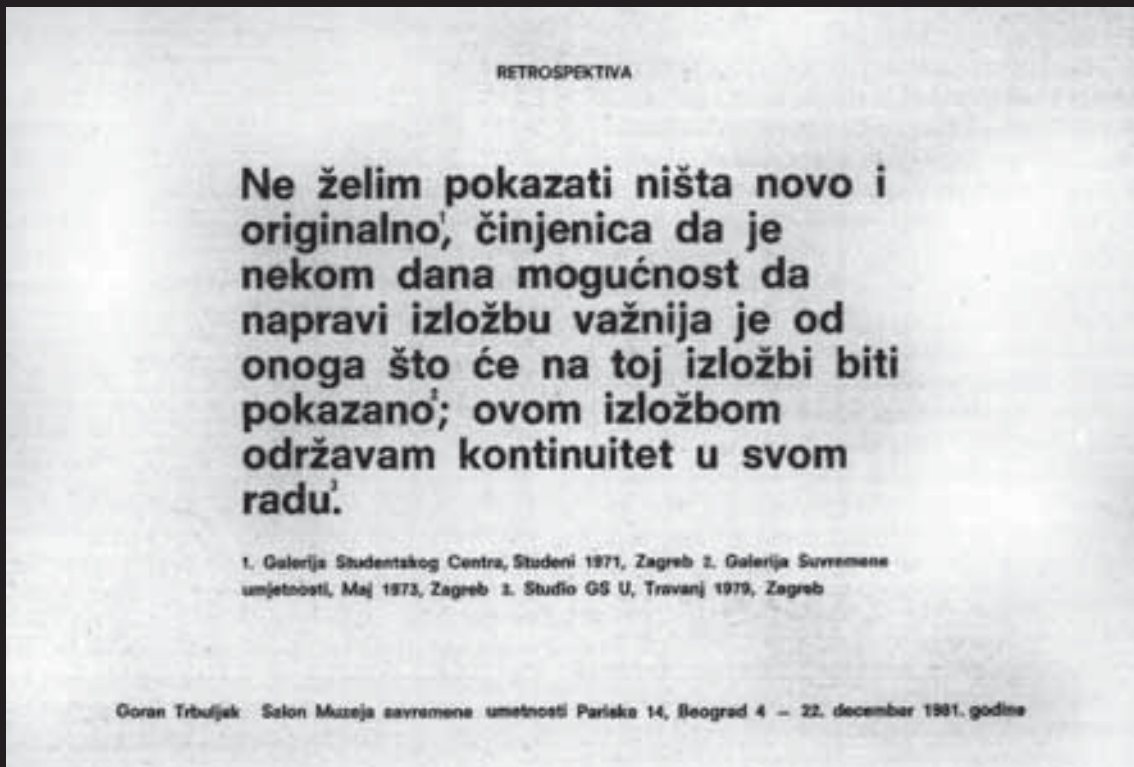 RETROSPEKTIVA
Ne želim pokazati ništa novo i
originalno¹, činjenica da je
nekom dana mogućnost da
napravi izložbu važnija je od
onoga što će na toj izložbi biti
pokazano²; ovom izložbom
održavam kontinuitet u svom
radu³.
1. Galerija Studentskog Centra, Studeni 1971, Zagreb 2. Galerija Suvremene
umjetnosti, Maj 1973, Zagreb 3. Studio GS U, Travanj 1979, Zagreb
Goran Trbuljak Salon Muzeja savremene umetnosti Pariska 14, Beograd 4 – 22. decembar 1981. godine